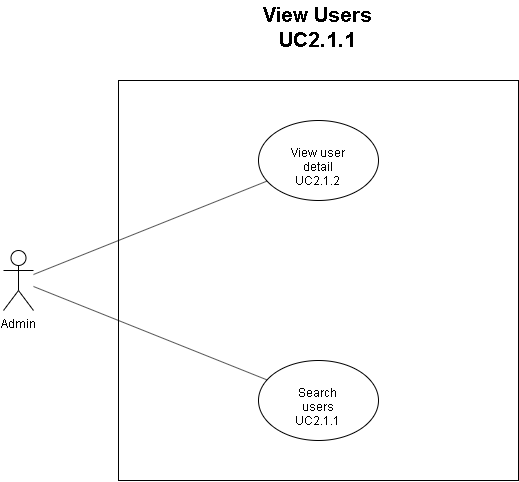 View Users
UC2.1.1
View user
detail
UC2.1.2
Admin
Search
users
UC2.1.1